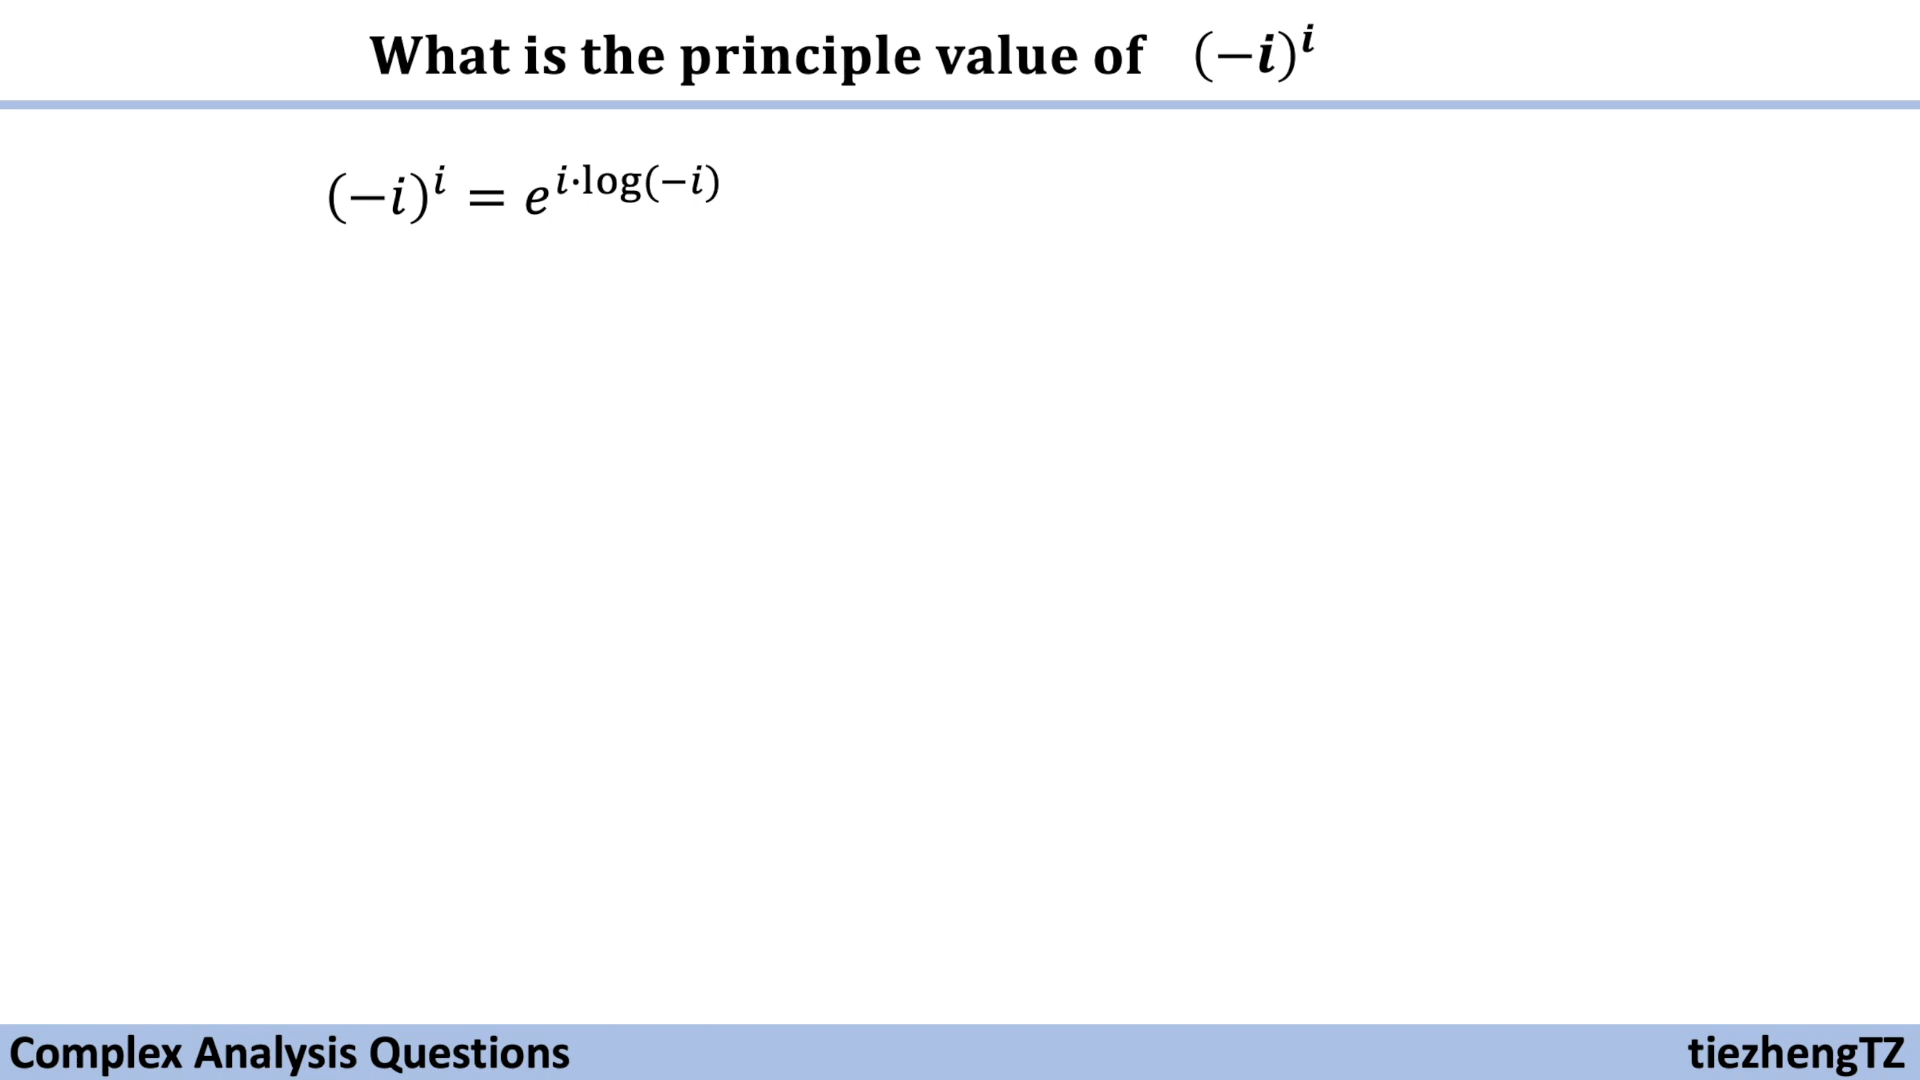 What is the principle value of (−i)^i
(−i)^i = e^{i·log(−i)}
Complex Analysis Questions
tiezhengTZ